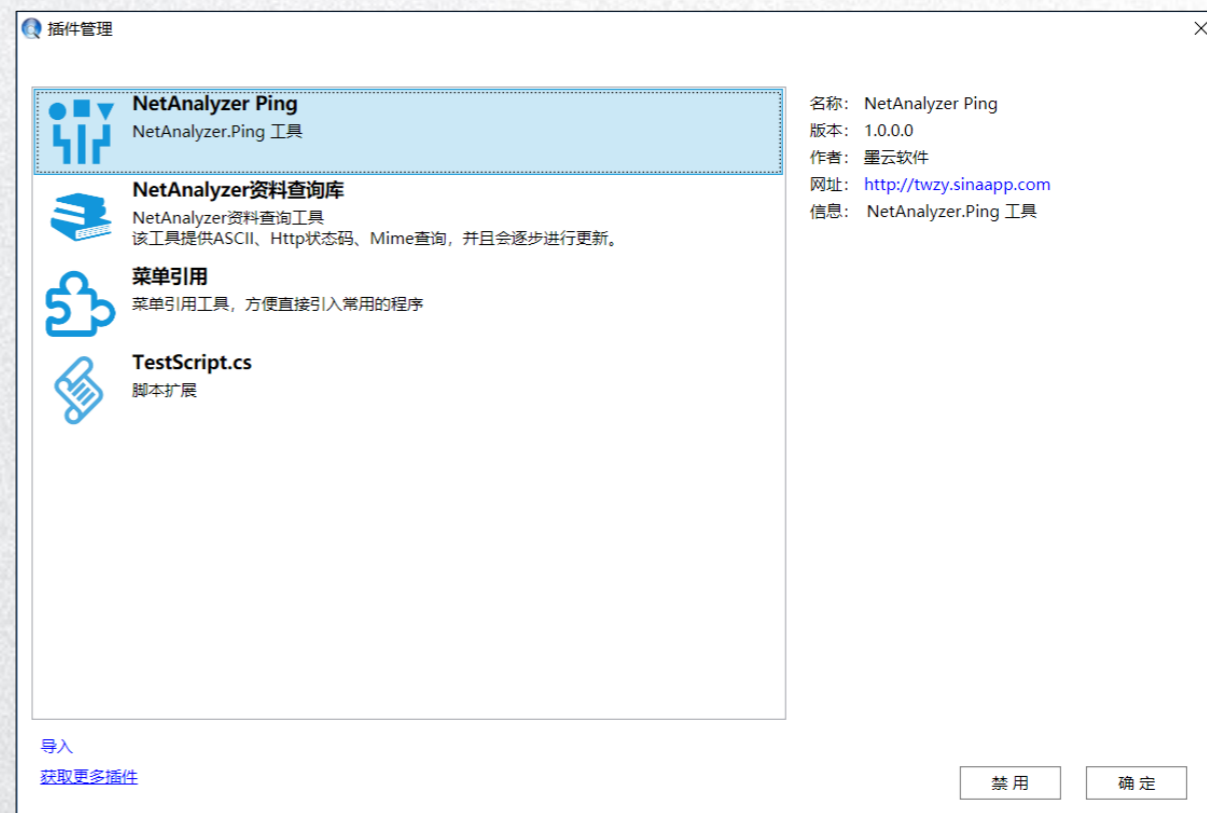 插件管理
NetAnalyzer Ping
NetAnalyzer.Ping 工具
NetAnalyzer资料查询库
NetAnalyzer资料查询工具
该工具提供ASCII、Http状态码、Mime查询，并且会逐步进行更新。
菜单引用
菜单引用工具，方便直接引入常用的程序
TestScript.cs
脚本扩展
名称： NetAnalyzer Ping
版本： 1.0.0.0
作者： 墨云软件
网址： http://twzy.sinaapp.com
信息： NetAnalyzer.Ping 工具
导入
获取更多插件
禁用
确定